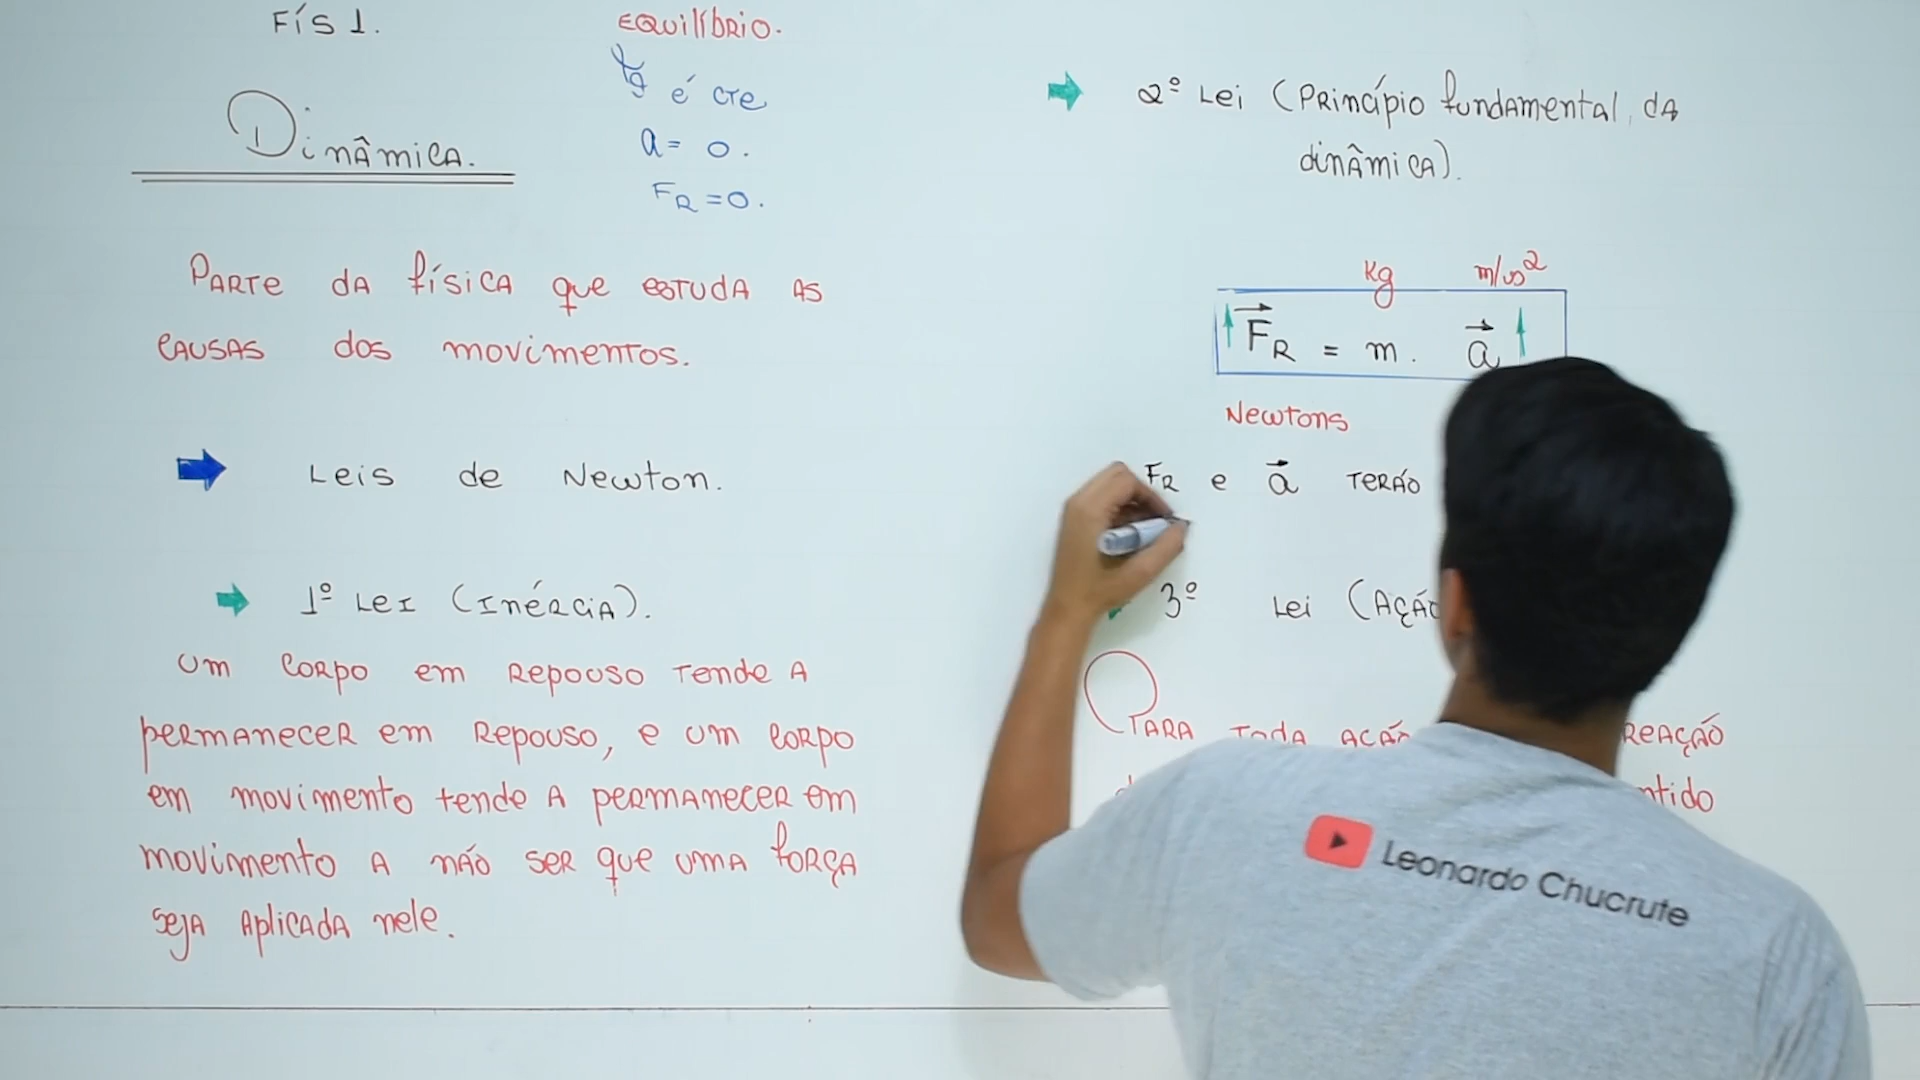 FÍS 1.
Dinâmica.
EQUILÍBRIO.
é cte
a = 0.
FR = 0.
PARTE DA física que ESTUDA AS
CAUSAS dos movimentos.
Leis de Newton.
1º LEI (INÉRCIA).
um corpo em Repouso Tende A
permanecer em Repouso, e um corpo
em movimento tende A permanecer em
movimento A não ser que uma força
seja Aplicada nele.
2º Lei (Princípio fundamental da
dinâmica).
kg m/s²
FR = m . a
Newtons
FR e a TERÃO
3º Lei (AÇÃO
PARA Toda AÇÃO REAÇÃO
Leonardo Chucrute